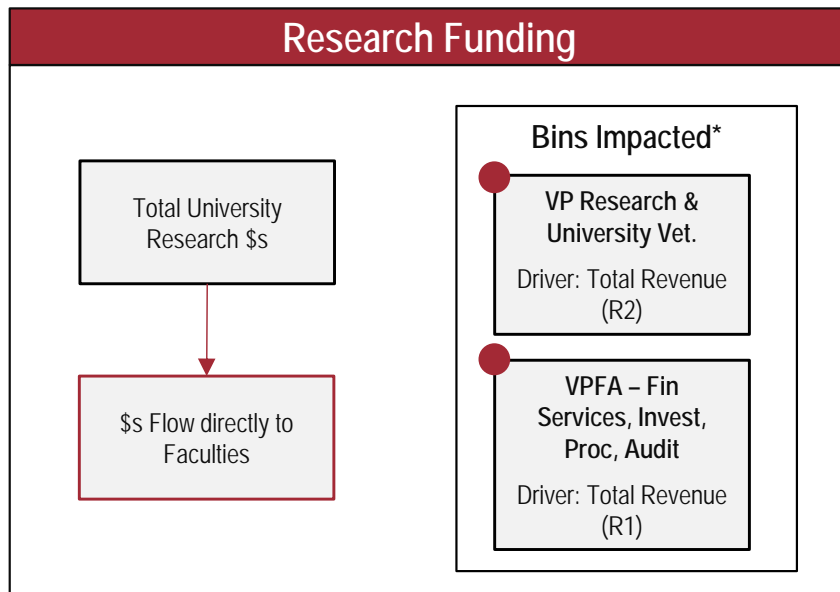 Research Funding
Total University
Research $s
$s Flow directly to
Faculties
Bins Impacted*
VP Research &
University Vet.
Driver: Total Revenue
(R2)
VPFA – Fin
Services, Invest,
Proc, Audit
Driver: Total Revenue
(R1)